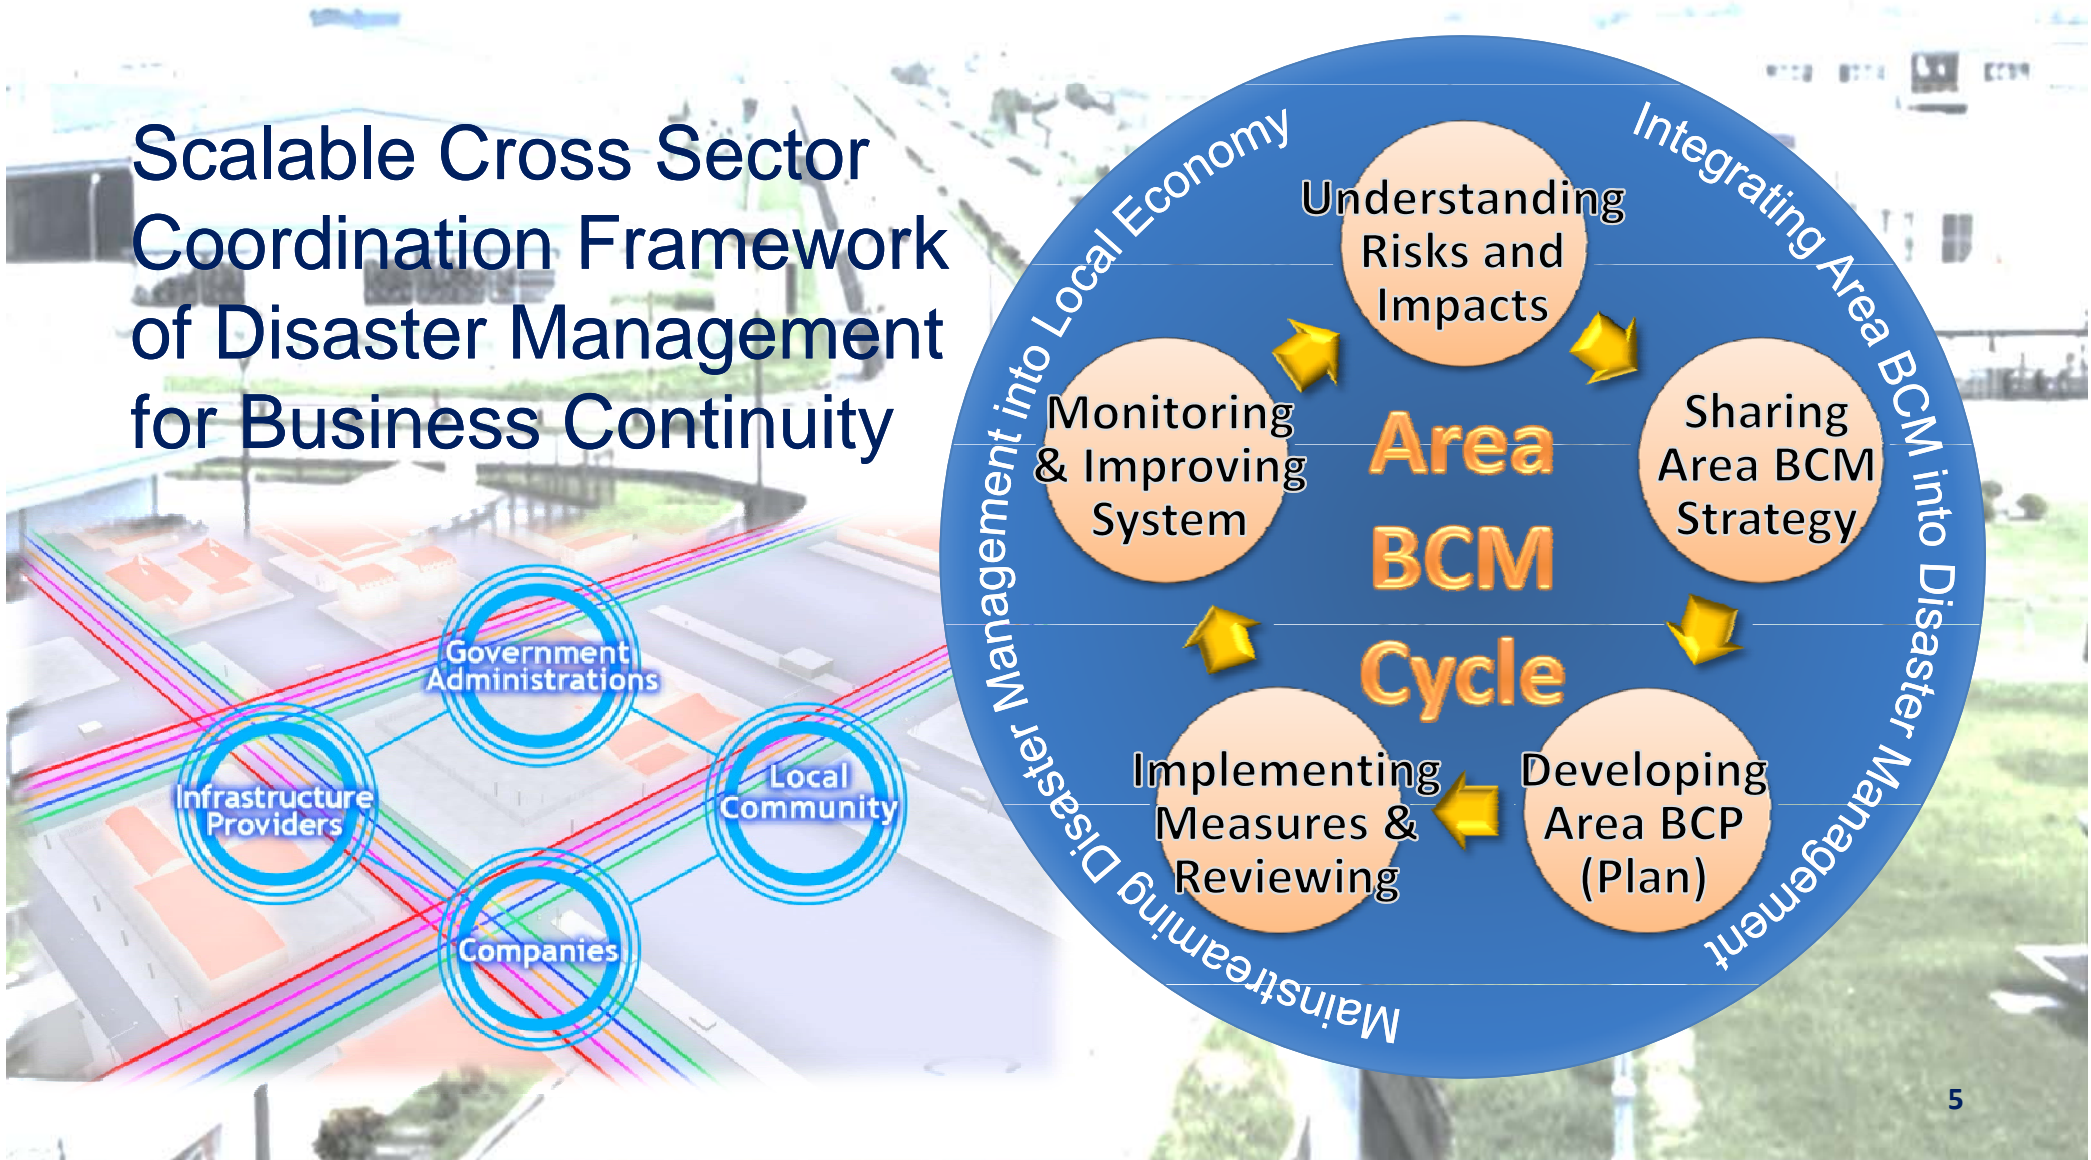 Scalable Cross Sector
Coordination Framework
of Disaster Management
for Business Continuity
Government
Administrations
Infrastructure
Providers
Local
Community
Companies
Mainstreaming Disaster Management into Local Economy
Integrating Area BCM into Disaster Management
Understanding
Risks and
Impacts
Sharing
Area BCM
Strategy
Developing
Area BCP
(Plan)
Implementing
Measures &
Reviewing
Monitoring
& Improving
System
Area
BCM
Cycle
5